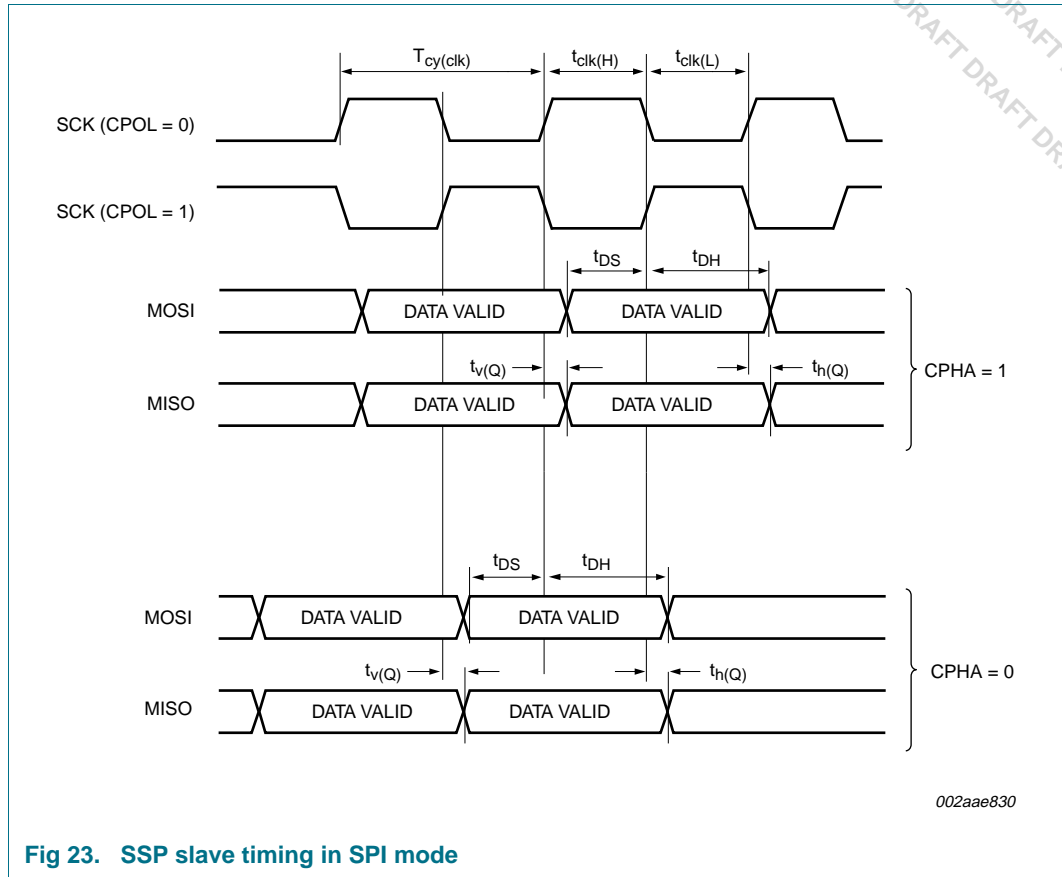 DRAFT DRAFT DR
DRAFT DRAFT
Tcy(clk) tclk(H) tclk(L)
SCK (CPOL = 0)
SCK (CPOL = 1)
tDS tDH
MOSI DATA VALID DATA VALID
tv(Q) th(Q)
MISO DATA VALID DATA VALID
CPHA = 1
tDS tDH
MOSI DATA VALID DATA VALID
tv(Q) th(Q)
MISO DATA VALID DATA VALID
CPHA = 0
002aae830
Fig 23. SSP slave timing in SPI mode